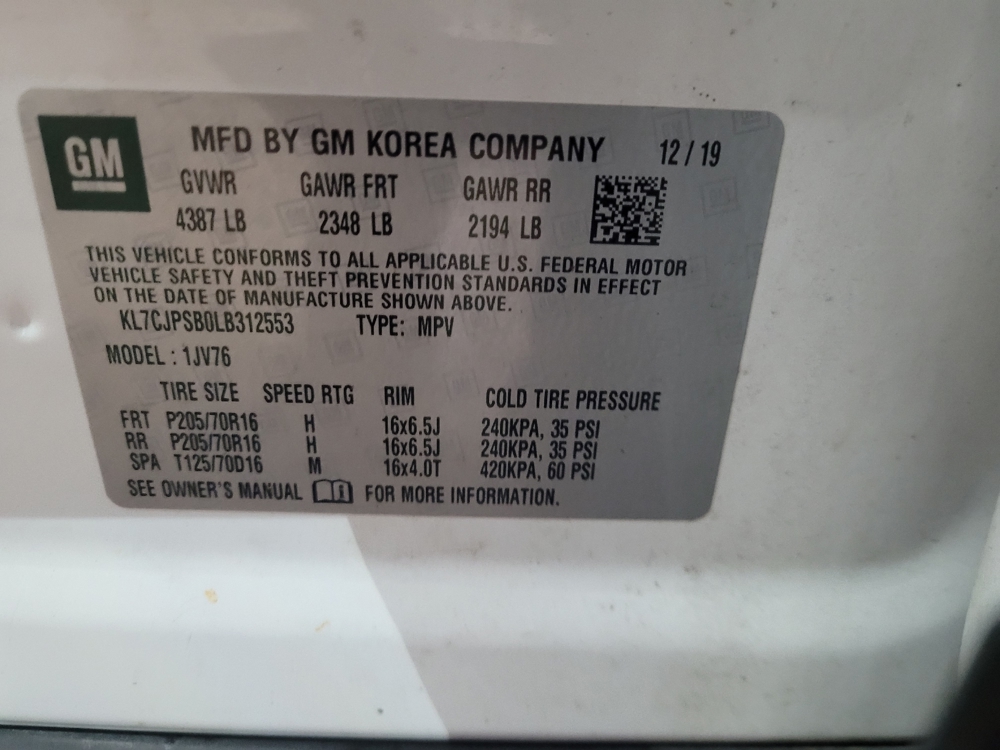 GM
MFD BY GM KOREA COMPANY 12 / 19
GVWR GAWR FRT GAWR RR
4387 LB 2348 LB 2194 LB
THIS VEHICLE CONFORMS TO ALL APPLICABLE U.S. FEDERAL MOTOR
VEHICLE SAFETY AND THEFT PREVENTION STANDARDS IN EFFECT
ON THE DATE OF MANUFACTURE SHOWN ABOVE.
KL7CJPSB0LB312553 TYPE: MPV
MODEL : 1JV76
TIRE SIZE SPEED RTG RIM COLD TIRE PRESSURE
FRT P205/70R16 H 16x6.5J 240KPA, 35 PSI
RR P205/70R16 H 16x6.5J 240KPA, 35 PSI
SPA T125/70D16 M 16x4.0T 420KPA, 60 PSI
SEE OWNER'S MANUAL FOR MORE INFORMATION.